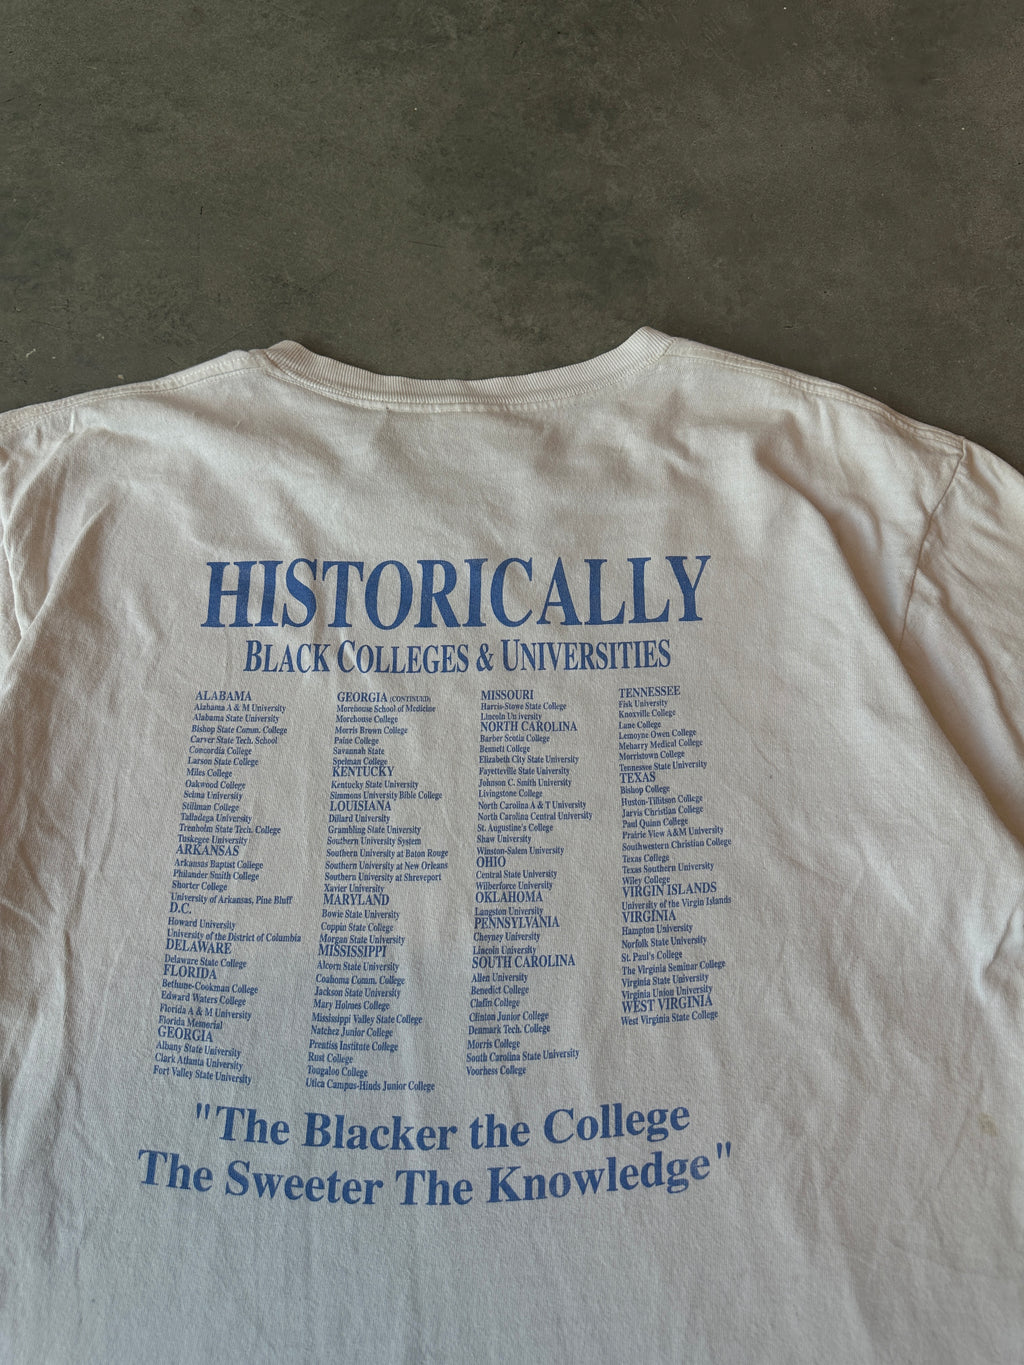 HISTORICALLY
BLACK COLLEGES & UNIVERSITIES
ALABAMA
Alabama A & M University
Alabama State University
Bishop State Comm. College
Carver State Tech. School
Concordia College
Larson State College
Miles College
Oakwood College
Selma University
Stillman College
Talladega University
Trenholm State Tech. College
Tuskegee University
ARKANSAS
Arkansas Baptist College
Philander Smith College
Shorter College
University of Arkansas, Pine Bluff
D.C.
Howard University
University of the District of Columbia
DELAWARE
Delaware State College
FLORIDA
Bethune-Cookman College
Edward Waters College
Florida A & M University
Florida Memorial
GEORGIA
Albany State University
Clark Atlanta University
Fort Valley State University
GEORGIA (CONTINUED)
Morehouse School of Medicine
Morehouse College
Morris Brown College
Paine College
Savannah State
Spelman College
KENTUCKY
Kentucky State University
Simmons University Bible College
LOUISIANA
Dillard University
Grambling State University
Southern University System
Southern University at Baton Rouge
Southern University at New Orleans
Southern University at Shreveport
Xavier University
MARYLAND
Bowie State University
Coppin State College
Morgan State University
MISSISSIPPI
Alcorn State University
Coahoma Comm. College
Jackson State University
Mary Holmes College
Mississippi Valley State College
Natchez Junior College
Prentiss Institute College
Rust College
Tougaloo College
Utica Campus-Hinds Junior College
MISSOURI
Harris-Stowe State College
Lincoln University
NORTH CAROLINA
Barber Scotia College
Bennett College
Elizabeth City State University
Fayetteville State University
Johnson C. Smith University
Livingstone College
North Carolina A & T University
North Carolina Central University
St. Augustine's College
Shaw University
Winston-Salem University
OHIO
Central State University
Wilberforce University
OKLAHOMA
Langston University
PENNSYLVANIA
Cheyney University
Lincoln University
SOUTH CAROLINA
Allen University
Benedict College
Claflin College
Clinton Junior College
Denmark Tech. College
Morris College
South Carolina State University
Voorhess College
TENNESSEE
Fisk University
Knoxville College
Lane College
Lemoyne Owen College
Meharry Medical College
Morristown College
Tennessee State University
TEXAS
Bishop College
Huston-Tillitson College
Jarvis Christian College
Paul Quinn College
Prairie View A&M University
Southwestern Christian College
Texas College
Texas Southern University
Wiley College
VIRGIN ISLANDS
University of the Virgin Islands
VIRGINIA
Hampton University
Norfolk State University
St. Paul's College
The Virginia Seminar College
Virginia State University
Virginia Union University
WEST VIRGINIA
West Virginia State College
"The Blacker the College
The Sweeter The Knowledge"